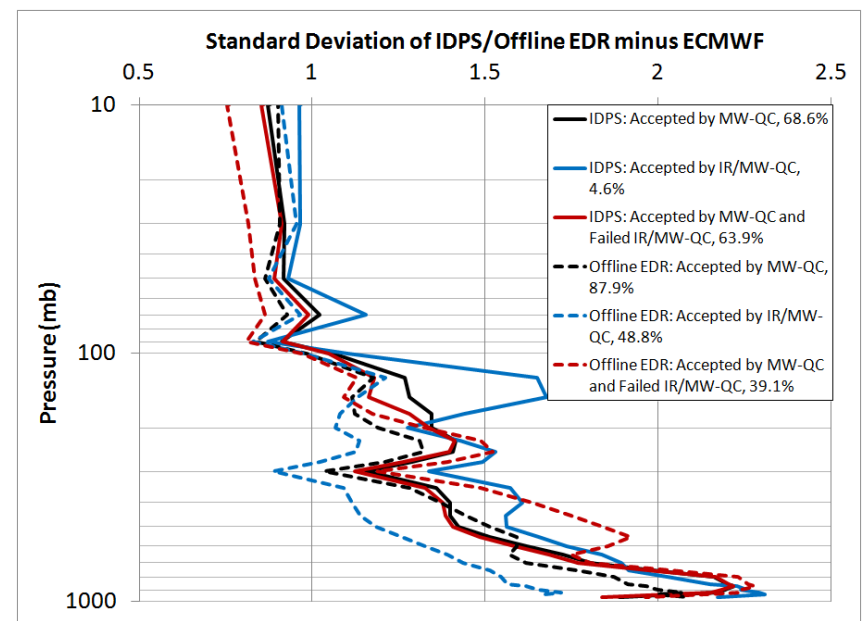 Standard Deviation of IDPS/Offline EDR minus ECMWF
0.5 1 1.5 2 2.5
10
100
1000
Pressure (mb)
IDPS: Accepted by MW-QC, 68.6%
IDPS: Accepted by IR/MW-QC,
4.6%
IDPS: Accepted by MW-QC and
Failed IR/MW-QC, 63.9%
Offline EDR: Accepted by MW-QC,
87.9%
Offline EDR: Accepted by IR/MW-
QC, 48.8%
Offline EDR: Accepted by MW-QC
and Failed IR/MW-QC, 39.1%